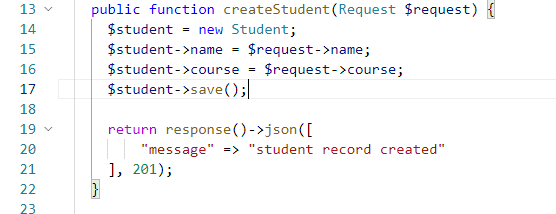 13 public function createStudent(Request $request) {
14 $student = new Student;
15 $student->name = $request->name;
16 $student->course = $request->course;
17 $student->save();
18
19 return response()->json([
20 "message" => "student record created"
21 ], 201);
22 }
23